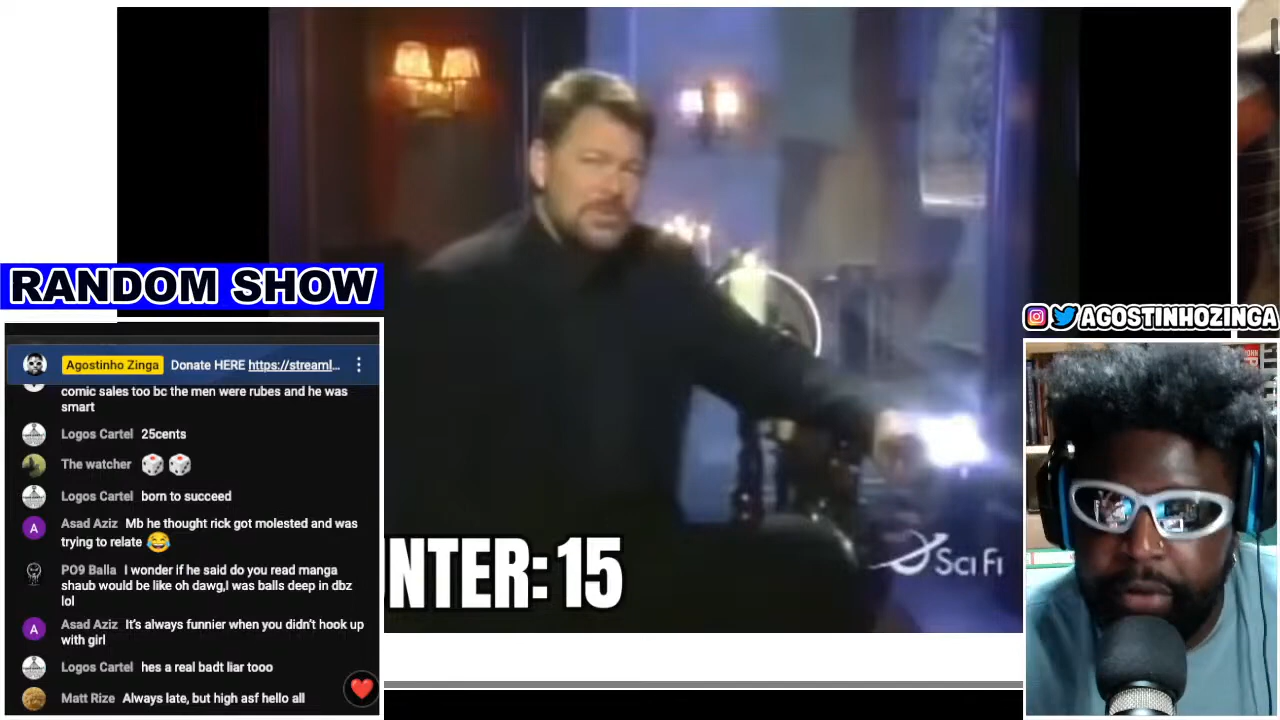 RANDOM SHOW
Agostinho Zinga Donate HERE https://streaml...
comic sales too bc the men were rubes and he was
smart
Logos Cartel 25cents
The watcher
Logos Cartel born to succeed
A Asad Aziz Mb he thought rick got molested and was
trying to relate
PO9 Balla I wonder if he said do you read manga
shaub would be like oh dawg,I was balls deep in dbz
lol
A Asad Aziz It's always funnier when you didn't hook up
with girl
Logos Cartel hes a real badt liar tooo
Matt Rize Always late, but high asf hello all
NTER: 15
Sci Fi
AGOSTINHOZINGA